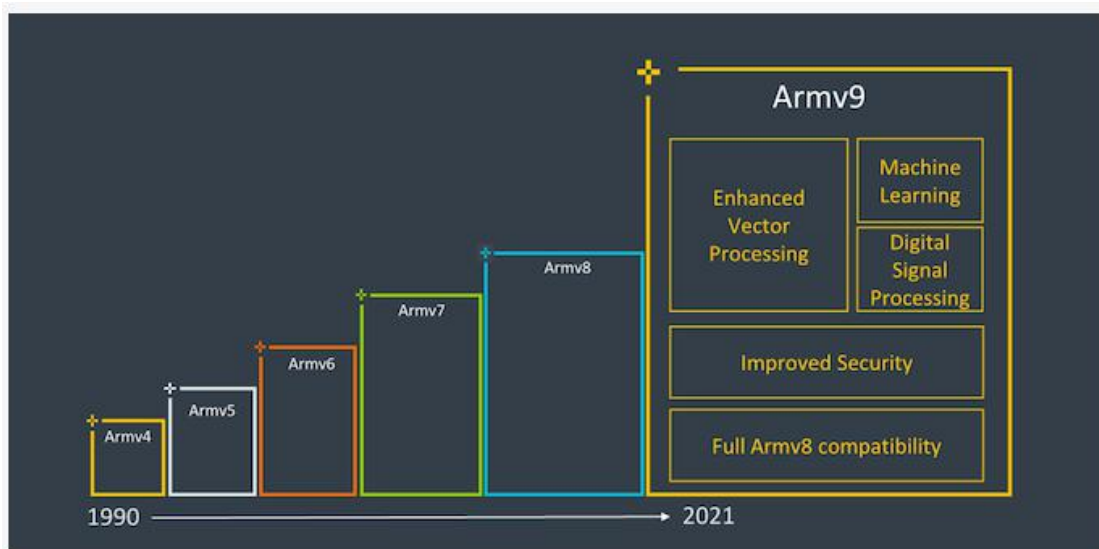 Armv9
Enhanced
Vector
Processing
Machine
Learning
Digital
Signal
Processing
Improved Security
Full Armv8 compatibility
Armv8
Armv7
Armv6
Armv5
Armv4
1990
2021